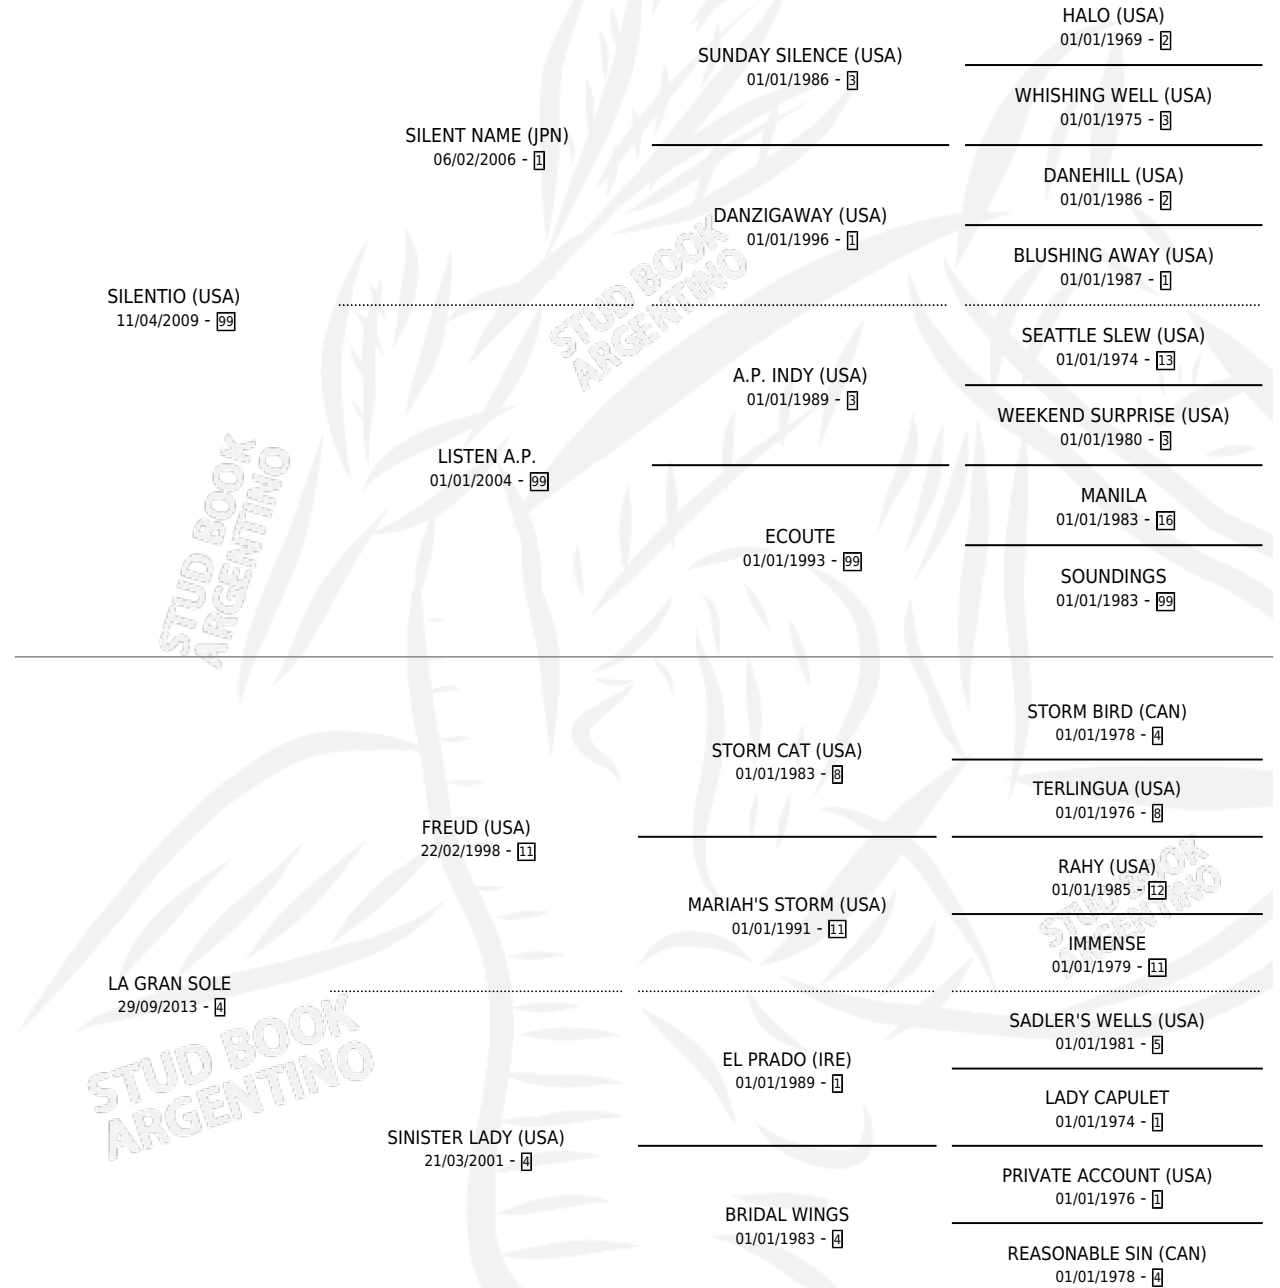 HALO (USA)
01/01/1969 - 2
SUNDAY SILENCE (USA)
01/01/1986 - 3
WHISHING WELL (USA)
01/01/1975 - 3
SILENT NAME (JPN)
06/02/2006 - 1
DANEHILL (USA)
01/01/1986 - 2
DANZIGAWAY (USA)
01/01/1996 - 1
BLUSHING AWAY (USA)
01/01/1987 - 1
SILENTIO (USA)
11/04/2009 - 99
STUD BOOK
ARGENTINO
SEATTLE SLEW (USA)
01/01/1974 - 13
A.P. INDY (USA)
01/01/1989 - 3
WEEKEND SURPRISE (USA)
01/01/1980 - 3
LISTEN A.P.
01/01/2004 - 99
MANILA
01/01/1983 - 16
ECOUTE
01/01/1993 - 99
SOUNDINGS
01/01/1983 - 99
STUD BOOK
ARGENTINO
STORM BIRD (CAN)
01/01/1978 - 4
STORM CAT (USA)
01/01/1983 - 8
TERLINGUA (USA)
01/01/1976 - 8
FREUD (USA)
22/02/1998 - 11
RAHY (USA)
01/01/1985 - 12
MARIAH'S STORM (USA)
01/01/1991 - 11
IMMENSE
01/01/1979 - 11
STUD BOOK
ARGENTINO
LA GRAN SOLE
29/09/2013 - 4
SADLER'S WELLS (USA)
01/01/1981 - 5
EL PRADO (IRE)
01/01/1989 - 1
LADY CAPULET
01/01/1974 - 1
STUD BOOK
ARGENTINO
SINISTER LADY (USA)
21/03/2001 - 4
PRIVATE ACCOUNT (USA)
01/01/1976 - 1
BRIDAL WINGS
01/01/1983 - 4
REASONABLE SIN (CAN)
01/01/1978 - 4